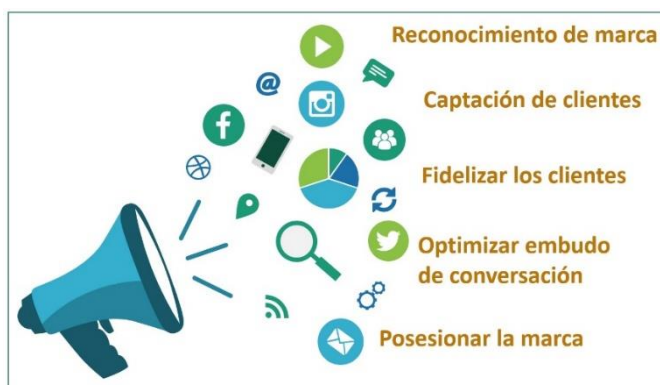 Reconocimiento de marca
Captación de clientes
Fidelizar los clientes
Optimizar embudo
de conversación
Posesionar la marca